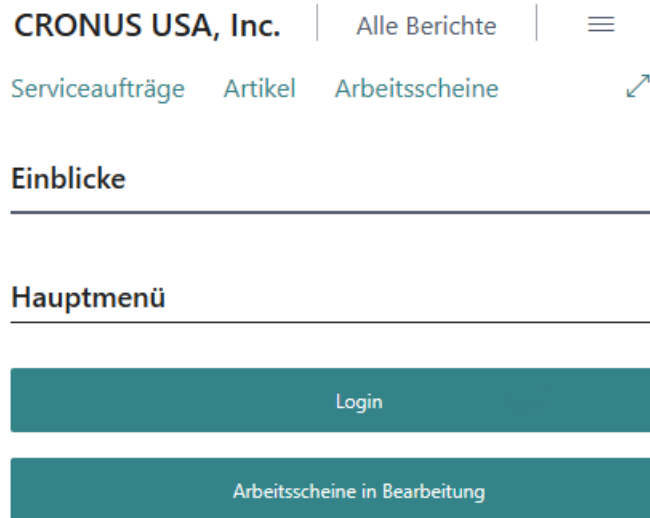 CRONUS USA, Inc. Alle Berichte
Serviceaufträge Artikel Arbeitsscheine
Einblicke
Hauptmenü
Login
Arbeitsscheine in Bearbeitung